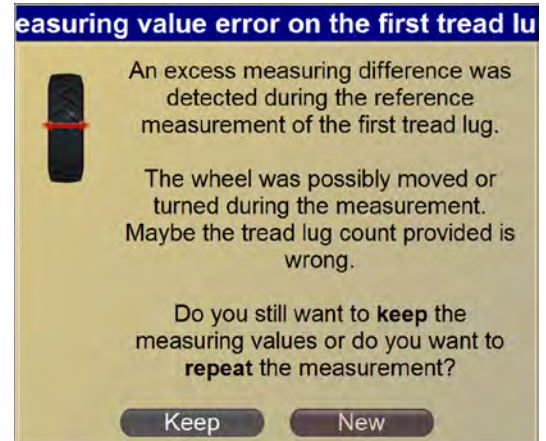 easuring value error on the first tread lu
An excess measuring difference was
detected during the reference
measurement of the first tread lug.
The wheel was possibly moved or
turned during the measurement.
Maybe the tread lug count provided is
wrong.
Do you still want to keep the
measuring values or do you want to
repeat the measurement?
Keep New